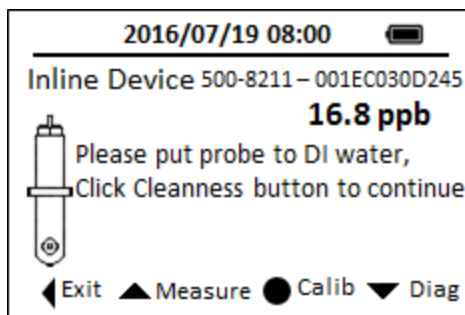 2016/07/19 08:00
Inline Device 500-8211 – 001EC030D245
16.8 ppb
Please put probe to DI water,
Click Cleanness button to continue
Exit Measure Calib Diag